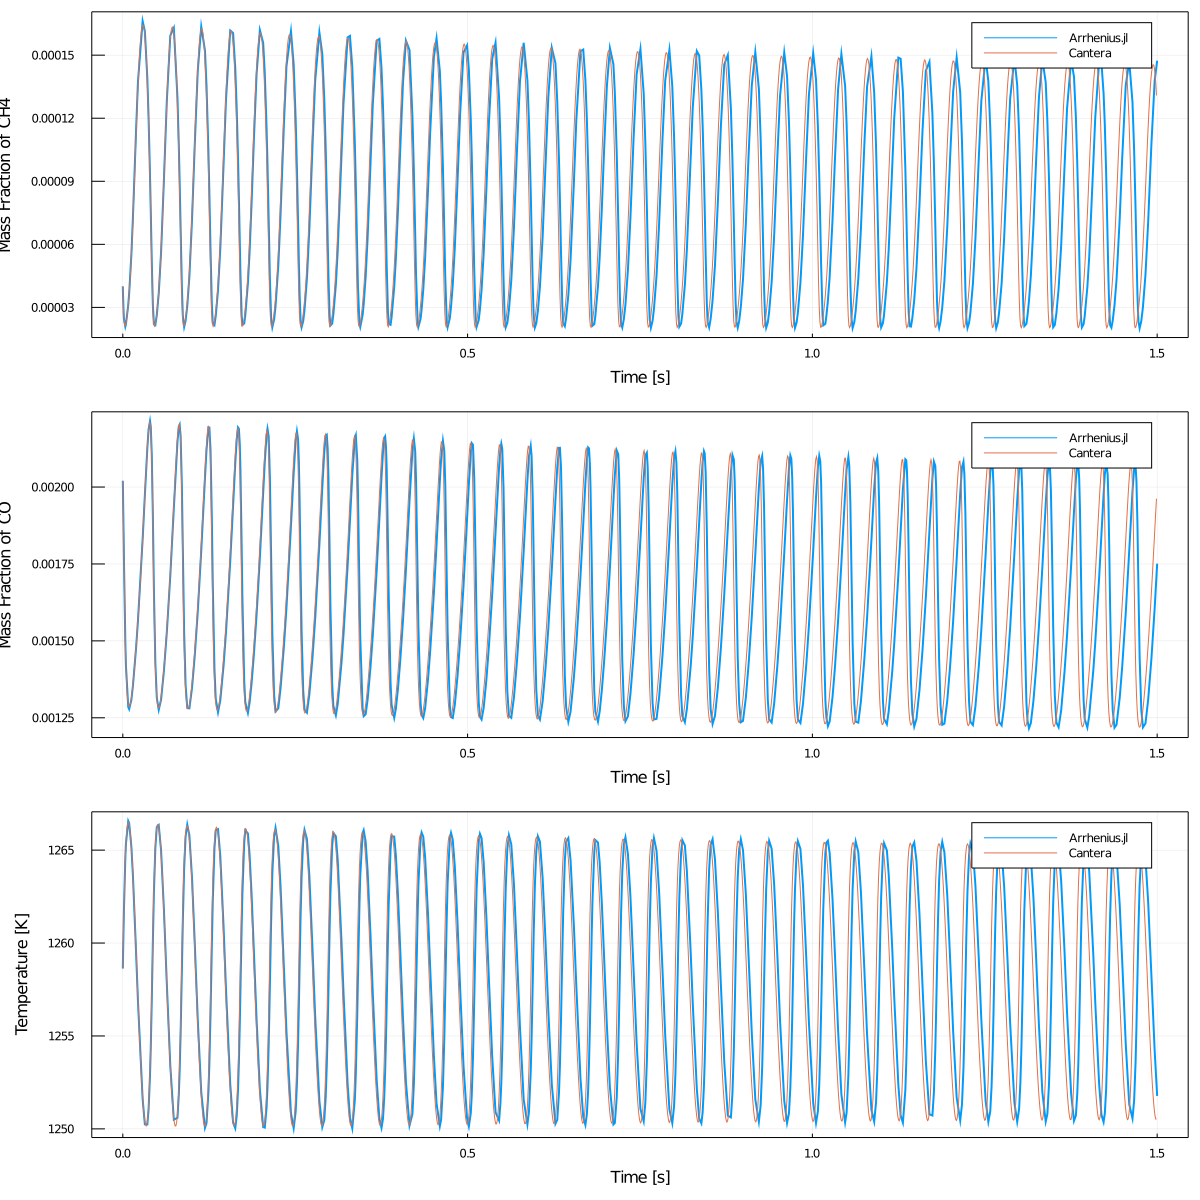 Mass Fraction of CH4
0.00015
0.00012
0.00009
0.00006
0.00003
Arrhenius.jl
Cantera
0.0
0.5
1.0
1.5
Time [s]
Mass Fraction of CO
0.00200
0.00175
0.00150
0.00125
Arrhenius.jl
Cantera
0.0
0.5
1.0
1.5
Time [s]
Temperature [K]
1265
1260
1255
1250
Arrhenius.jl
Cantera
0.0
0.5
1.0
1.5
Time [s]